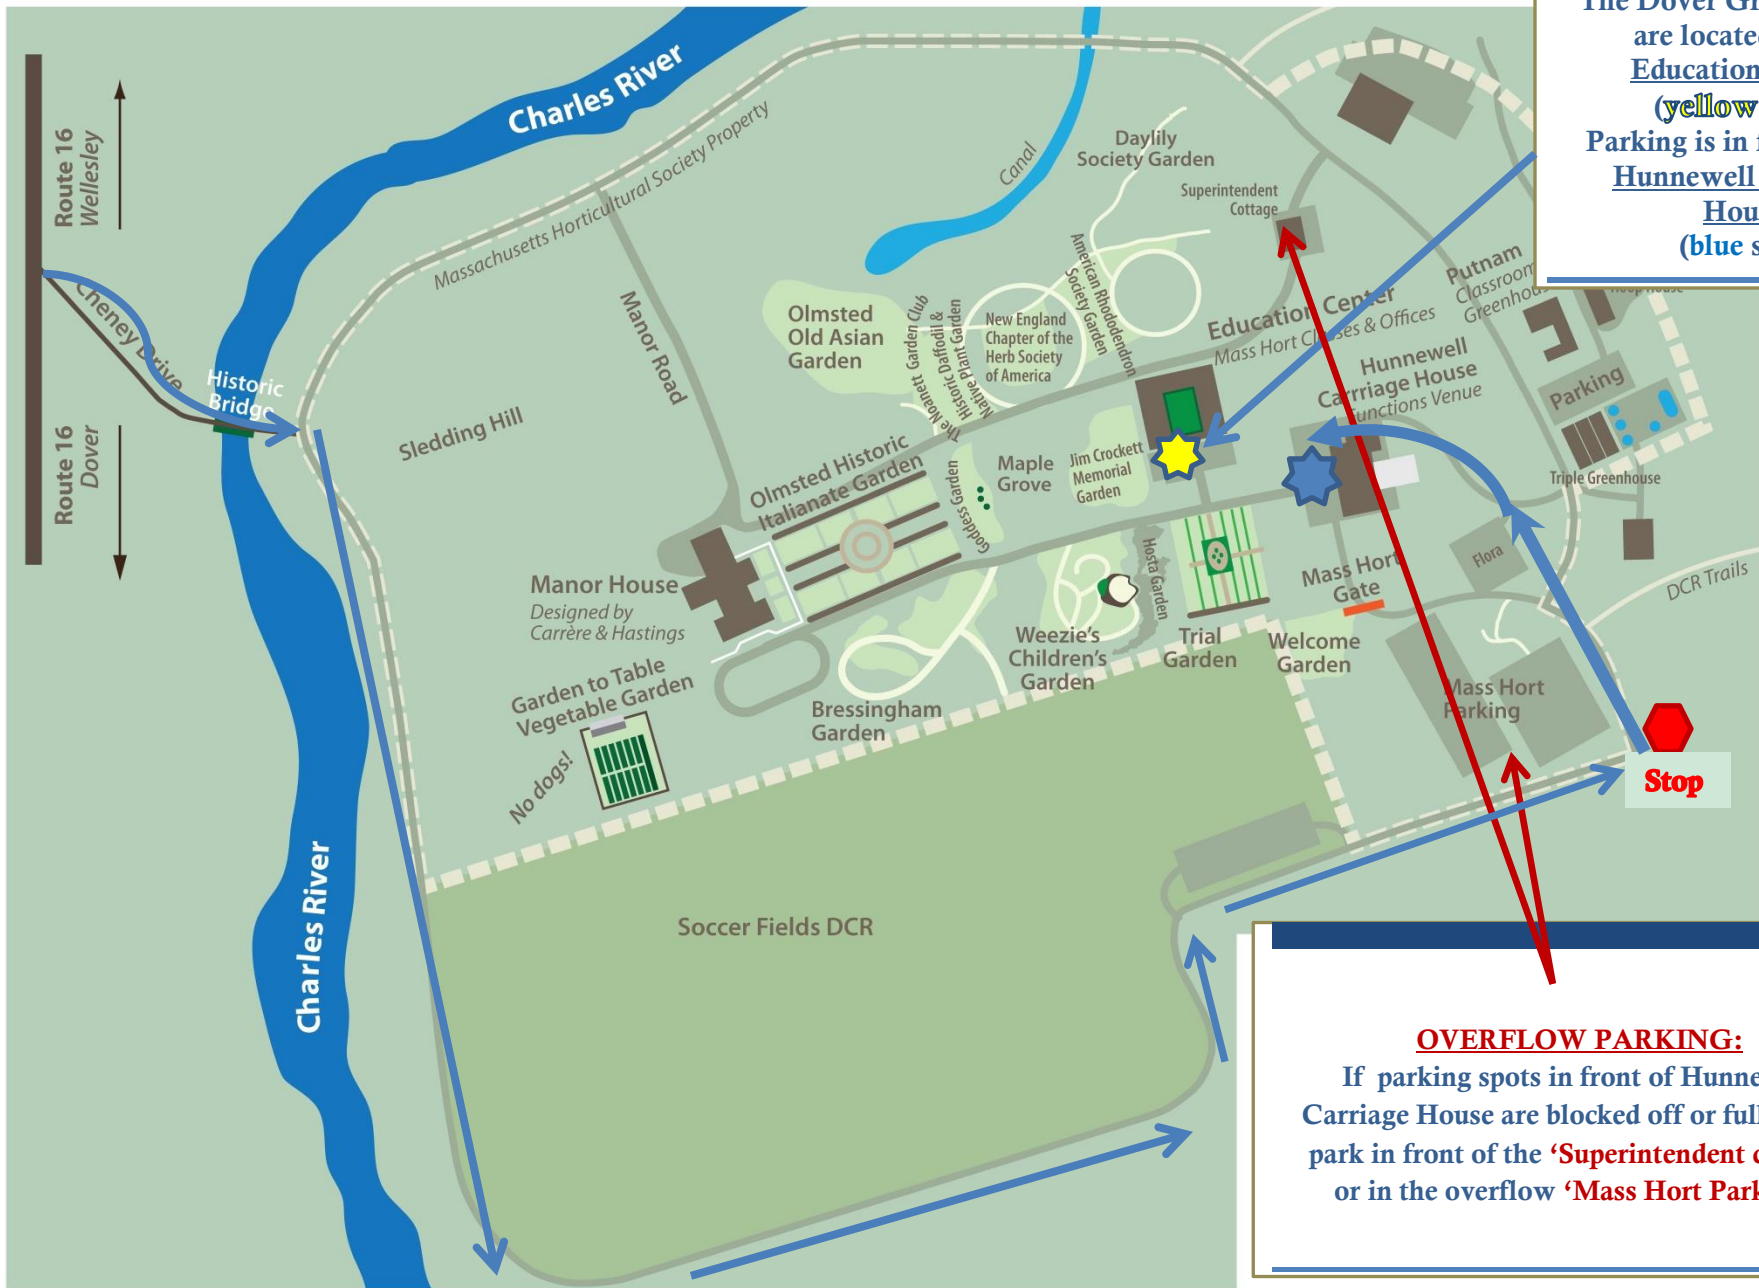 The Dover Gr
are located
Education
(yellow
Parking is in f
Hunnewell
Hou
(blue s
Route 16
Wellesley
Route 16
Dover
Cheney Drive
Historic
Bridge
Charles River
Charles River
Massachusetts Horticultural Society Property
Manor Road
Sledding Hill
Canal
Daylily
Society Garden
Superintendent
Cottage
American Rhododendron
Society Garden
Olmsted
Old Asian
Garden
The Noanett Garden Club
Historic Daffodil &
Native Plant Garden
New England
Chapter of the
Herb Society
of America
Education Center
Mass Hort Classes & Offices
Putnam
Classroom
Greenhouse
Hoop House
Hunnewell
Carrriage House
Functions Venue
Parking
Triple Greenhouse
Olmsted Historic
Italianate Garden
Goddess Garden
Maple
Grove
Jim Crockett
Memorial
Garden
Hosta Garden
Manor House
Designed by
Carrère & Hastings
Garden to Table
Vegetable Garden
No dogs!
Bressingham
Garden
Weezie's
Children's
Garden
Trial
Garden
Welcome
Garden
Mass Hort
Gate
Flora
DCR Trails
Mass Hort
Parking
Stop
Soccer Fields DCR
OVERFLOW PARKING:
If parking spots in front of Hunne
Carriage House are blocked off or full
park in front of the ‘Superintendent c
or in the overflow ‘Mass Hort Park